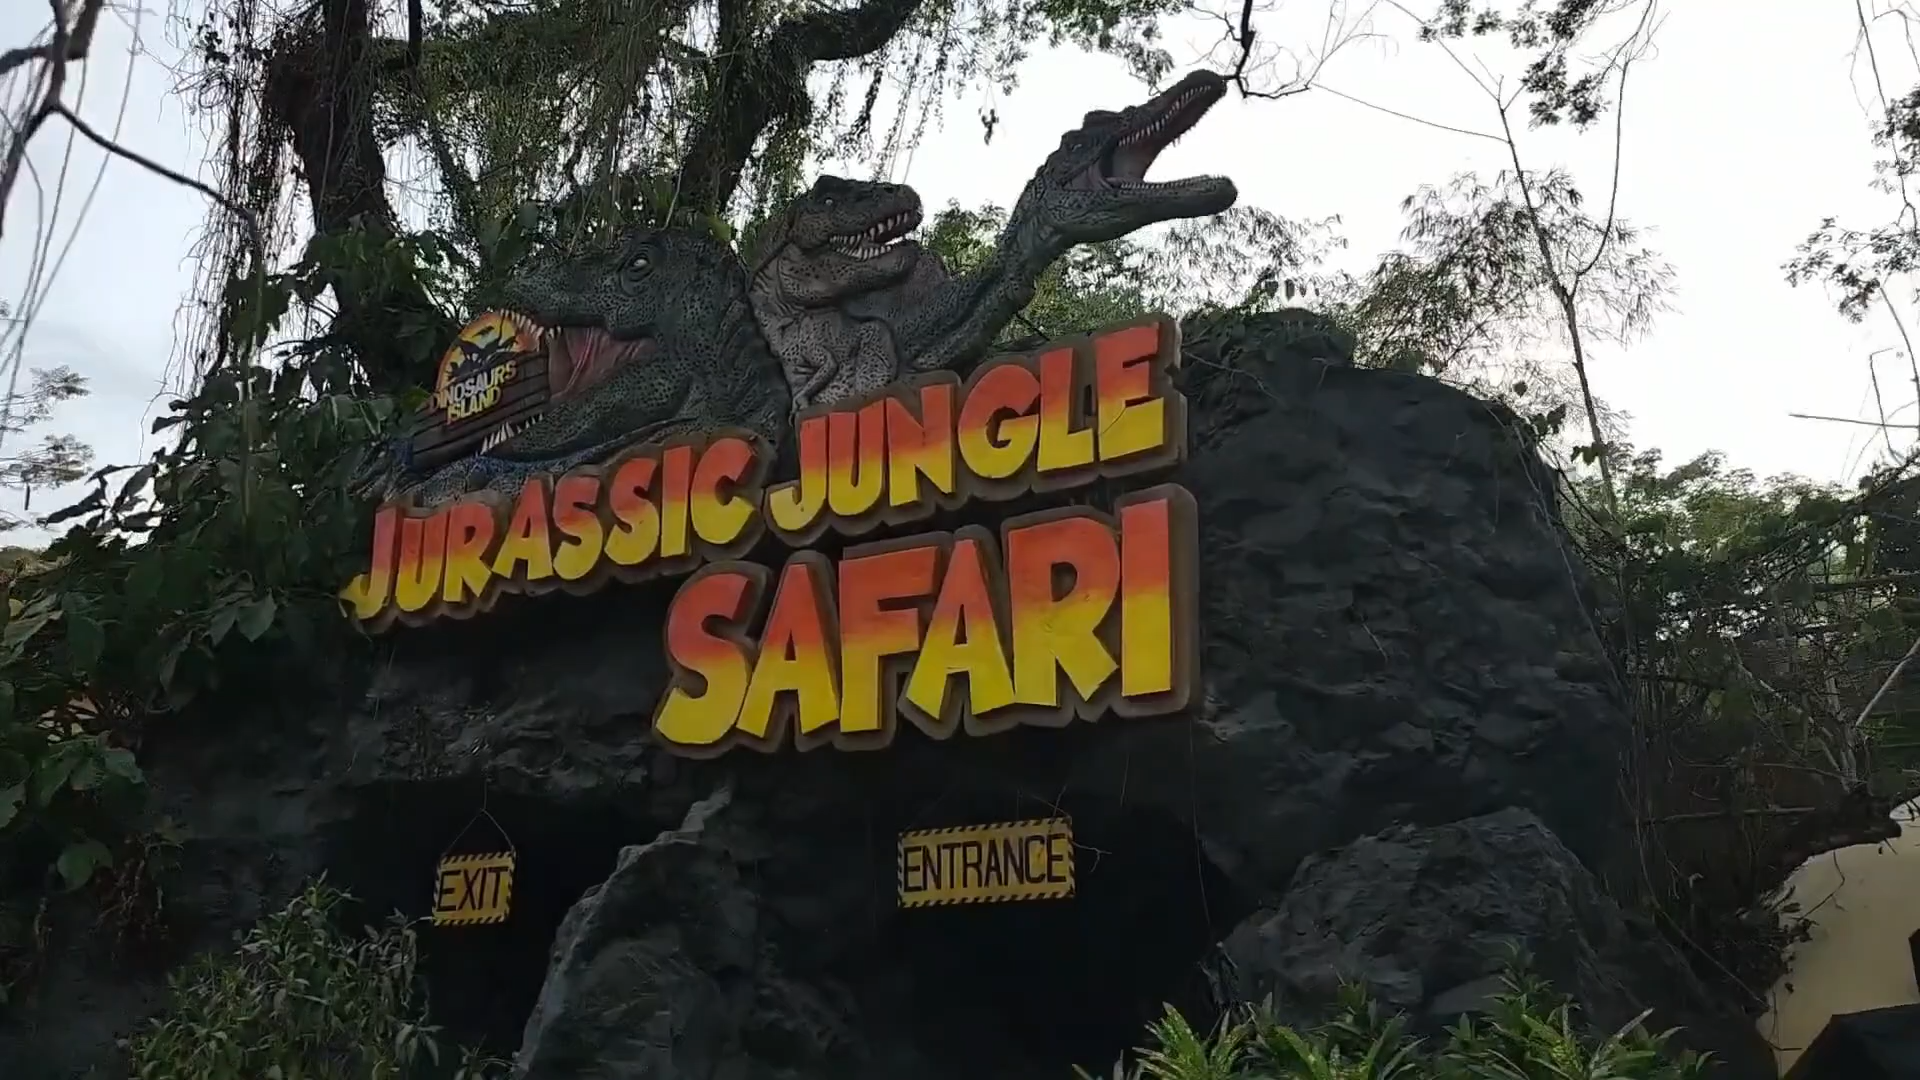 DINOSAURS
ISLAND
JURASSIC JUNGLE
SAFARI
EXIT
ENTRANCE